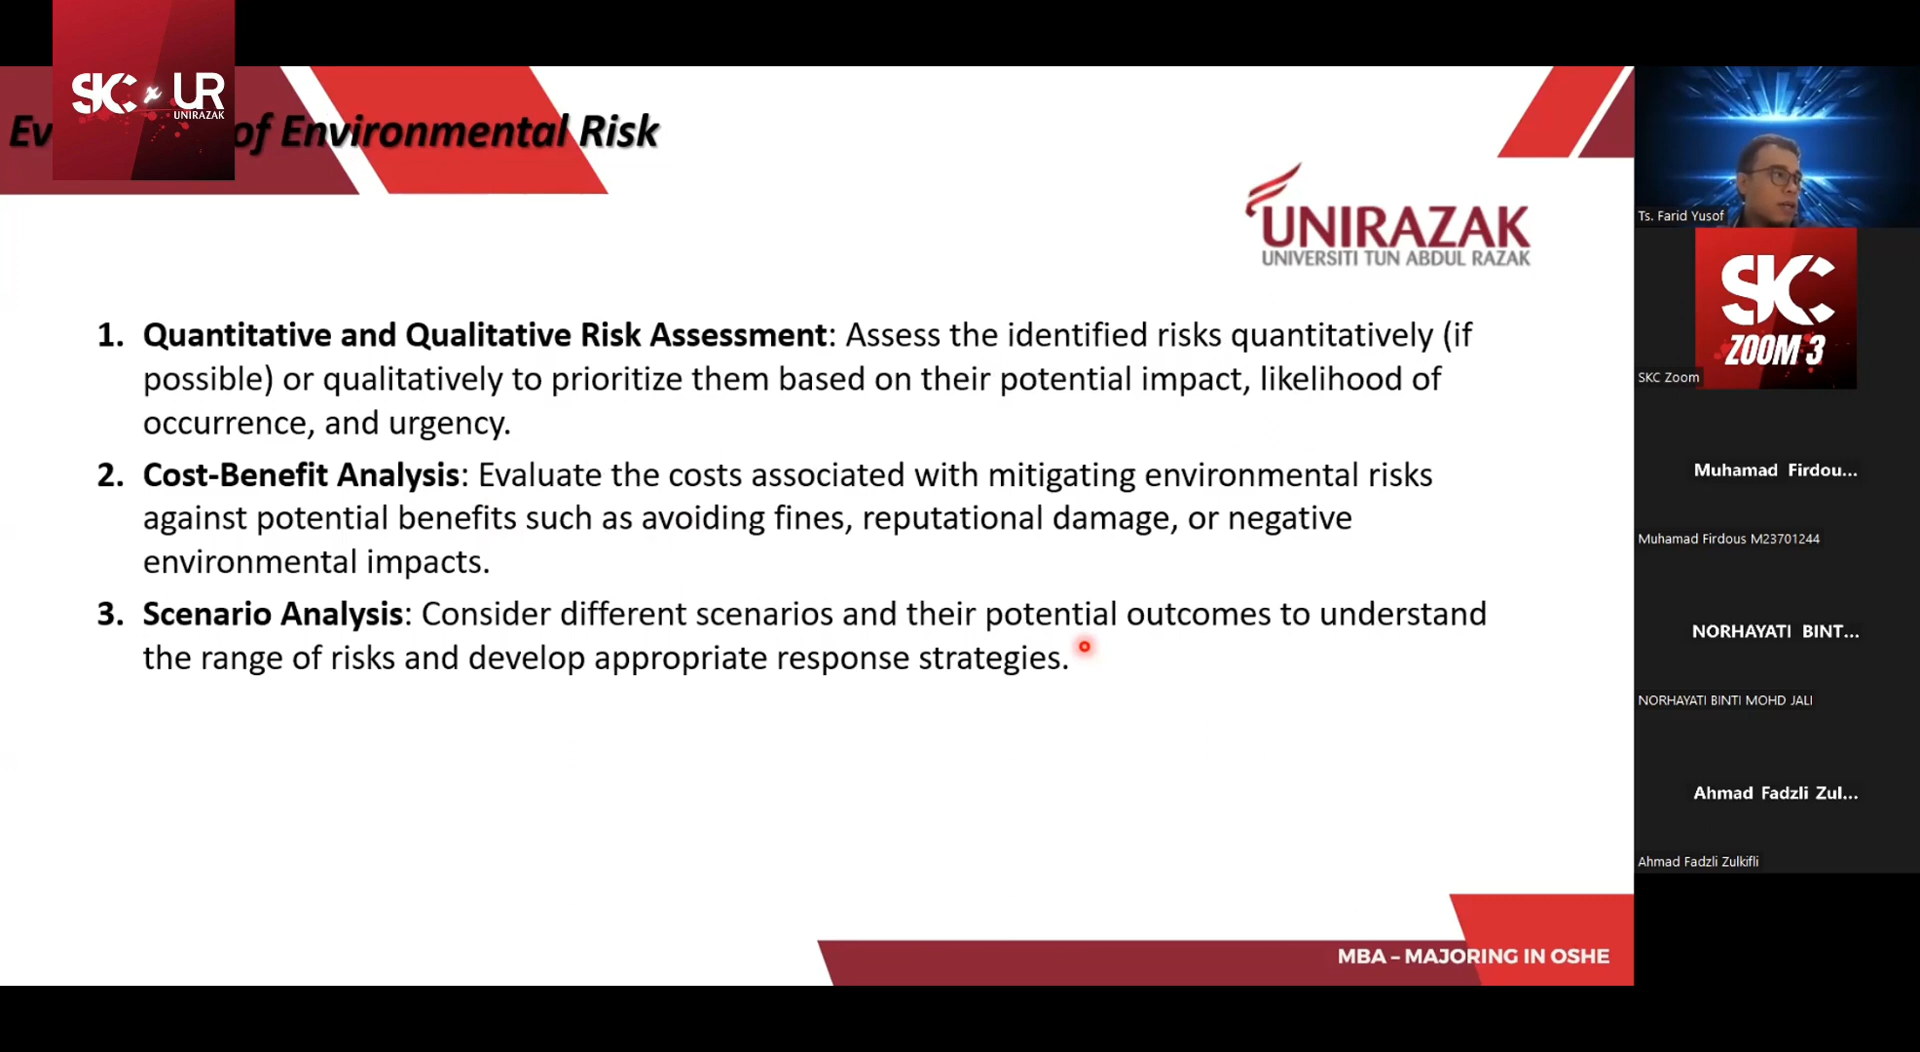 SKC x UR
UNIRAZAK
Ev of Environmental Risk
UNIRAZAK
UNIVERSITI TUN ABDUL RAZAK
1. Quantitative and Qualitative Risk Assessment: Assess the identified risks quantitatively (if
possible) or qualitatively to prioritize them based on their potential impact, likelihood of
occurrence, and urgency.
2. Cost-Benefit Analysis: Evaluate the costs associated with mitigating environmental risks
against potential benefits such as avoiding fines, reputational damage, or negative
environmental impacts.
3. Scenario Analysis: Consider different scenarios and their potential outcomes to understand
the range of risks and develop appropriate response strategies.
MBA – MAJORING IN OSHE
Ts. Farid Yusof
SKC
ZOOM 3
SKC Zoom
Muhamad Firdou...
Muhamad Firdous M23701244
NORHAYATI BINT...
NORHAYATI BINTI MOHD JALI
Ahmad Fadzli Zul...
Ahmad Fadzli Zulkifli